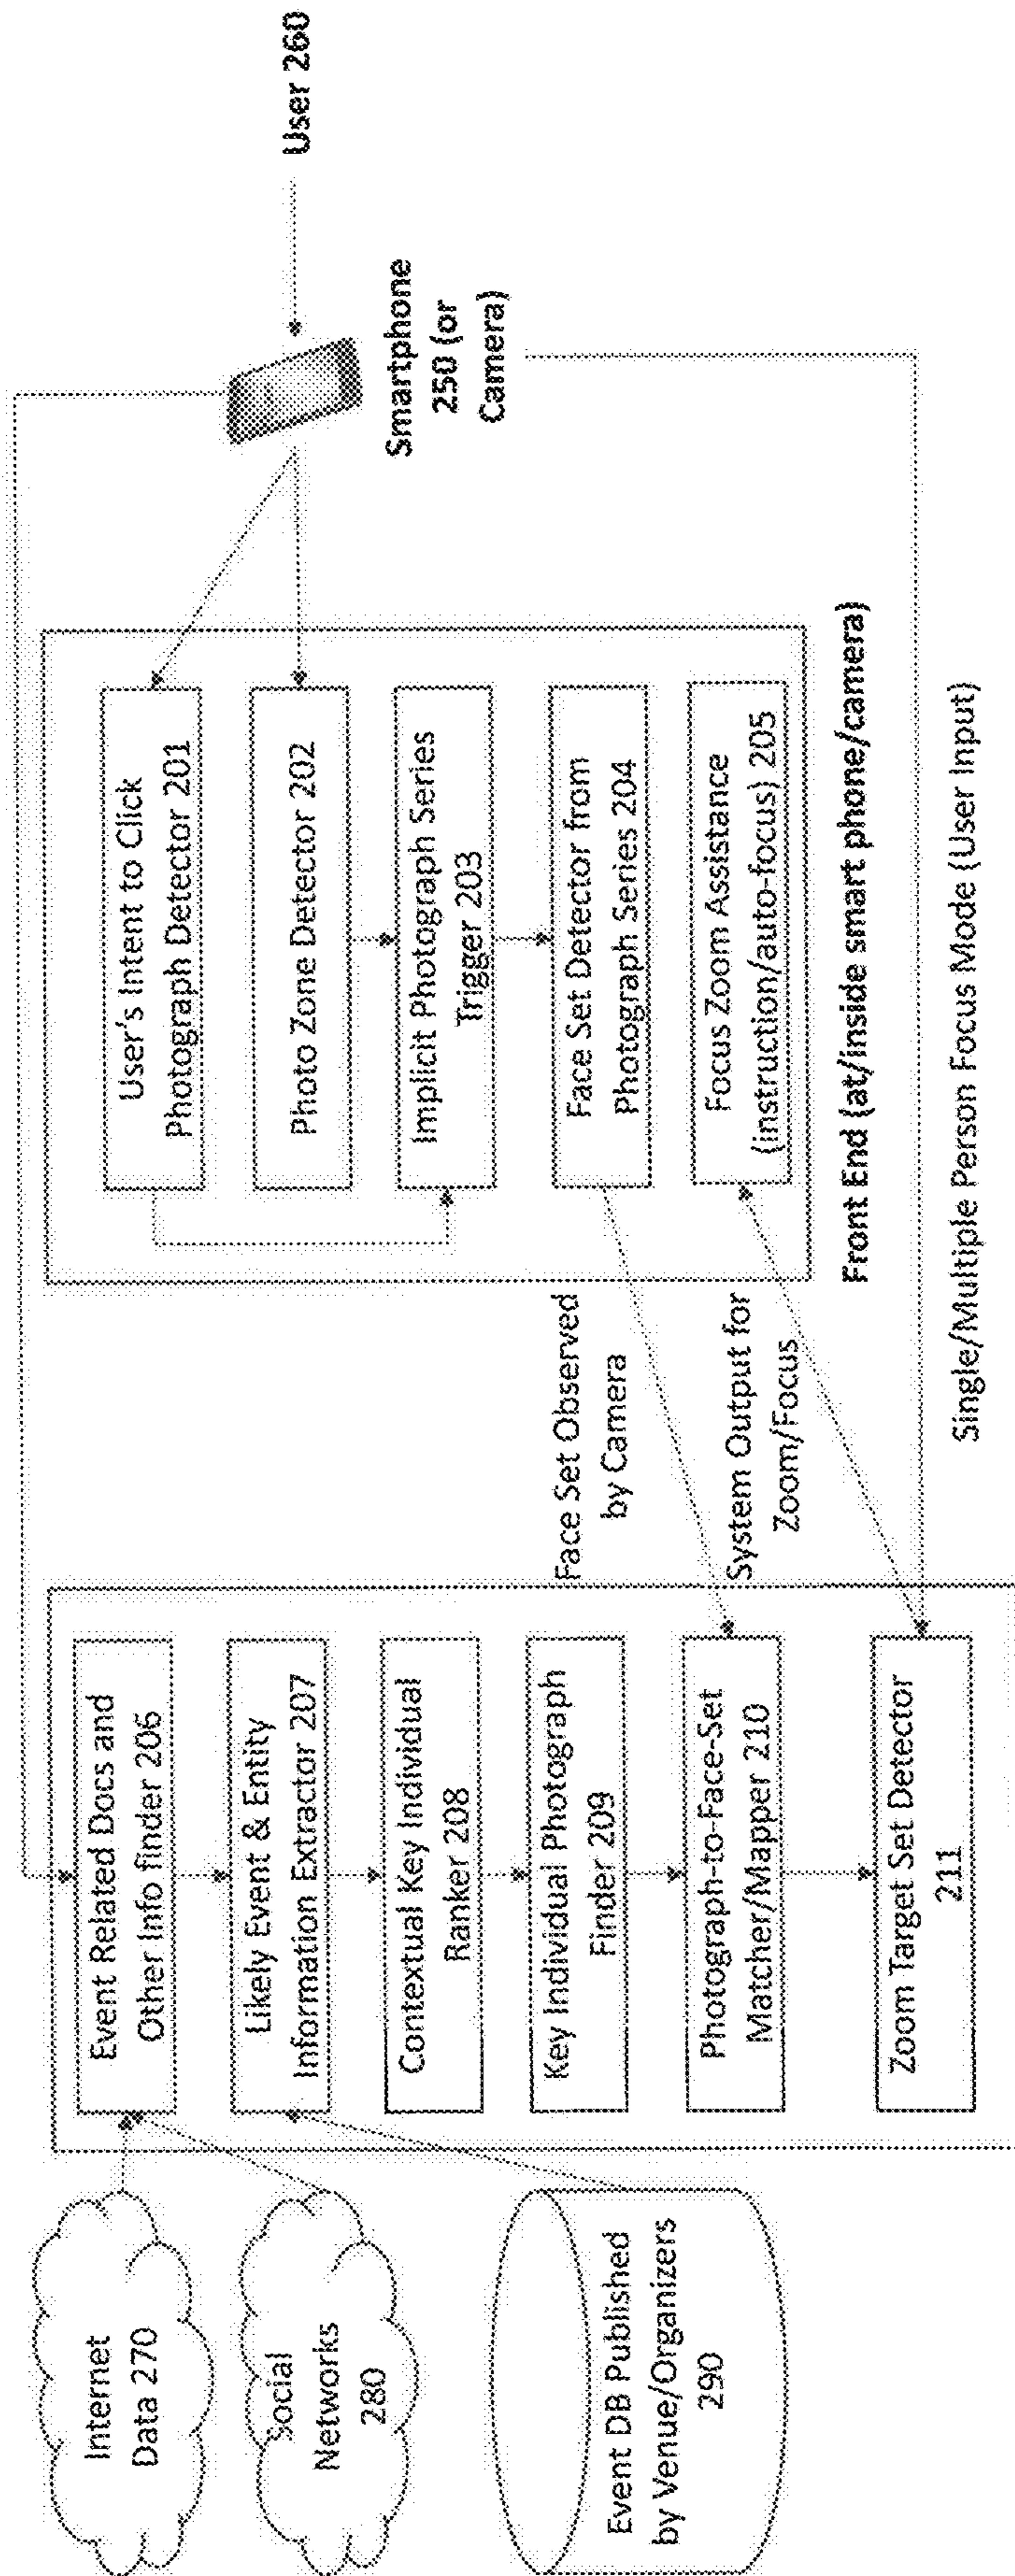 Internet
Data 270
Social
Networks
280
Event DB Published
by Venue/Organizers
290
Event Related Docs and
Other Info finder 206
Likely Event & Entity
Information Extractor 207
Contextual Key Individual
Ranker 208
Key Individual Photograph
Finder 209
Photograph-to-Face-Set
Matcher/Mapper 210
Zoom Target Set Detector
211
Face Set Observed
by Camera
System Output for
Zoom/Focus
User's Intent to Click
Photograph Detector 201
Photo Zone Detector 202
Implicit Photograph Series
Trigger 203
Face Set Detector from
Photograph Series 204
Focus Zoom Assistance
(instruction/auto-focus) 205
Front End (at/inside smart phone/camera)
Single/Multiple Person Focus Mode (User Input)
Smartphone
250 (or
Camera)
User 260